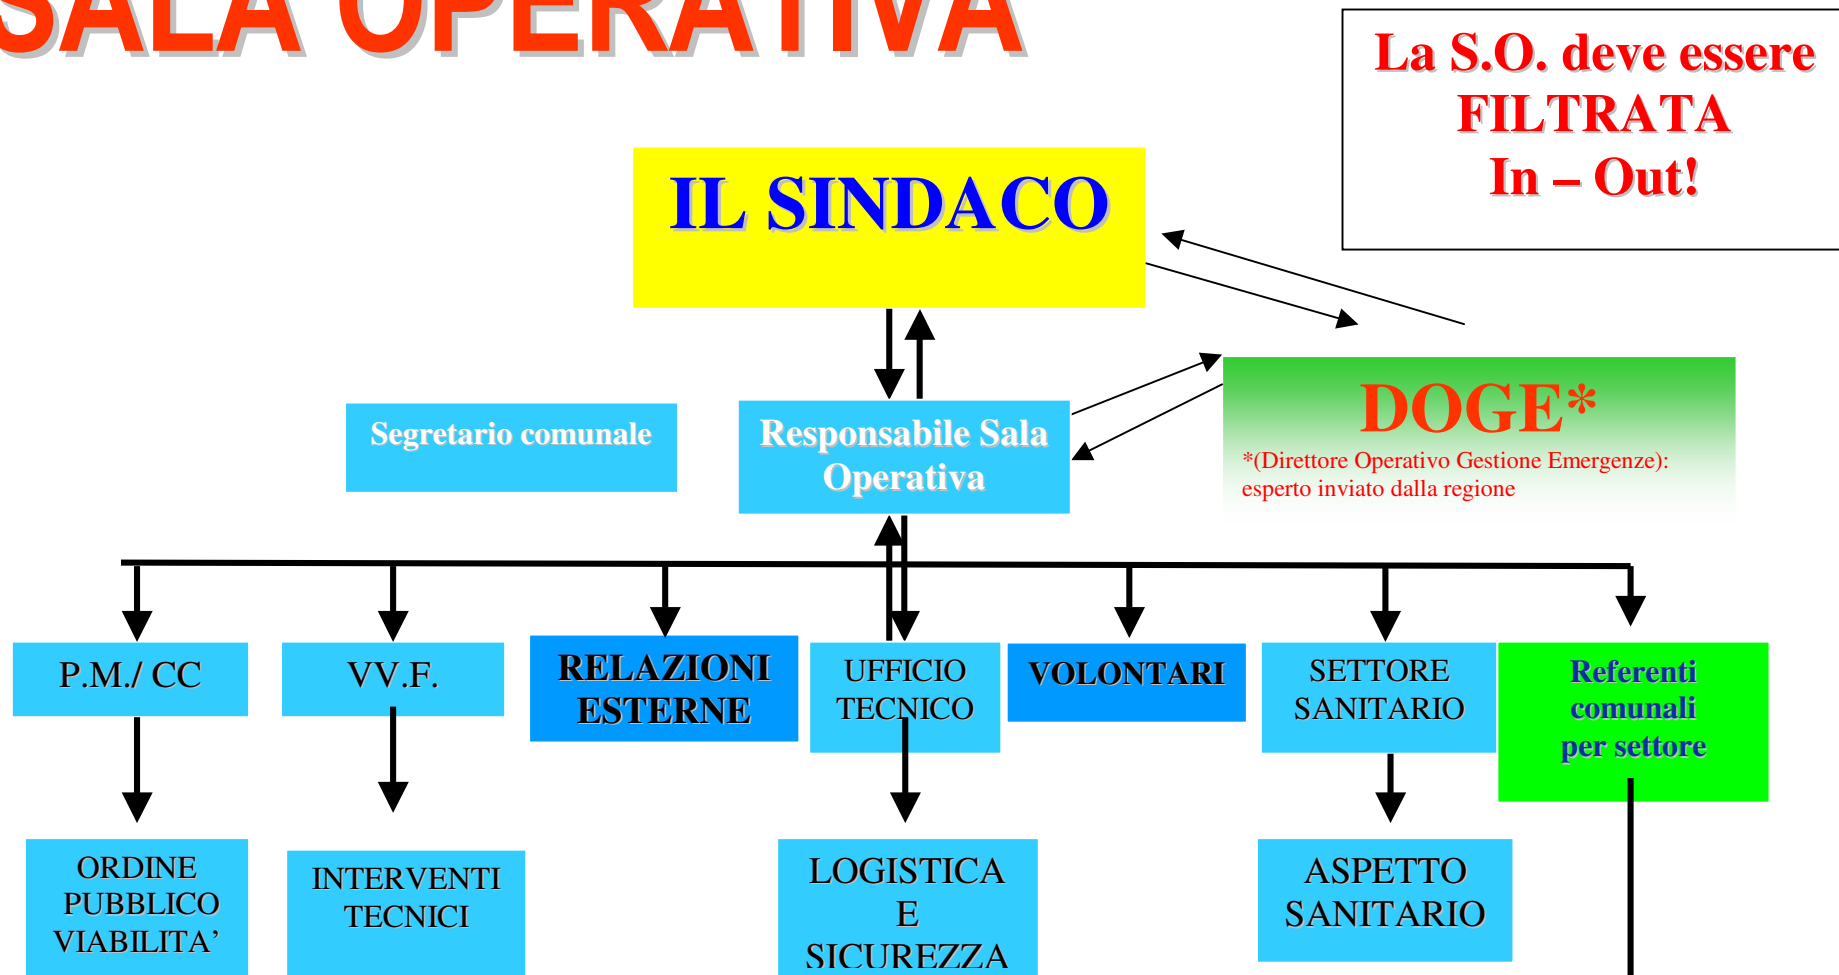 SALA OPERATIVA
La S.O. deve essere
FILTRATA
In – Out!
IL SINDACO
Segretario comunale
Responsabile Sala
Operativa
DOGE*
*(Direttore Operativo Gestione Emergenze):
esperto inviato dalla regione
P.M./ CC
VV.F.
RELAZIONI
ESTERNE
UFFICIO
TECNICO
VOLONTARI
SETTORE
SANITARIO
Referenti
comunali
per settore
ORDINE
PUBBLICO
VIABILITA’
INTERVENTI
TECNICI
LOGISTICA
E
SICUREZZA
ASPETTO
SANITARIO